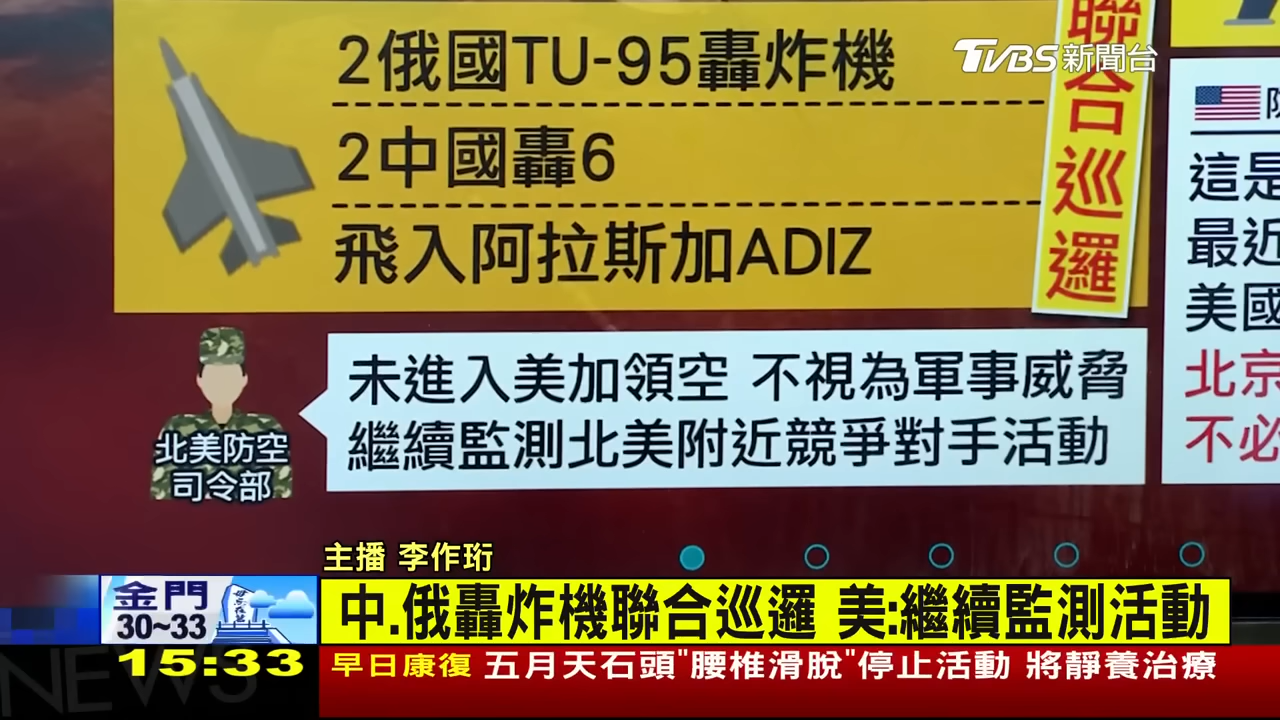 2俄國TU-95轟炸機
2中國轟6
飛入阿拉斯加ADIZ
聯合巡邏
TVBS新聞台
這是
最近
美國
北京
不必
北美防空
司令部
未進入美加領空 不視為軍事威脅
繼續監測北美附近競爭對手活動
主播 李作珩
金門
30~33
中.俄轟炸機聯合巡邏 美:繼續監測活動
15:33
早日康復 五月天石頭"腰椎滑脫"停止活動 將靜養治療
NEWS